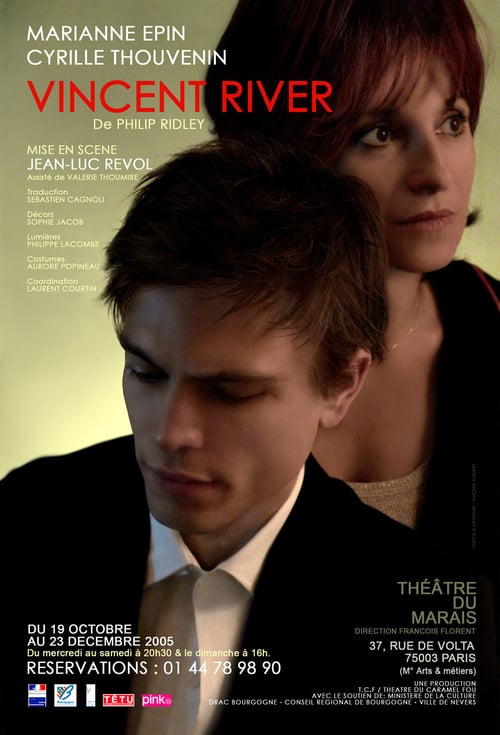 MARIANNE EPIN
CYRILLE THOUVENIN
VINCENT RIVER
De PHILIP RIDLEY
MISE EN SCENE
JEAN-LUC REVOL
Assisté de VALERIE THOUMIRE
Traduction
SEBASTIEN CAGNOLI
Décors
SOPHIE JACOB
Lumières
PHILIPPE LACOMBE
Costumes
AURORE POPINEAU
Coordination
LAURENT COURTIN
DU 19 OCTOBRE
AU 23 DECEMBRE 2005
Du mercredi au samedi à 20h30 & le dimanche à 16h.
RESERVATIONS : 01 44 78 98 90
TÊTU
pink
THÉÂTRE
DU
MARAIS
DIRECTION FRANCOIS FLORENT
37, RUE DE VOLTA
75003 PARIS
(M° Arts & métiers)
UNE PRODUCTION
T.C.F / THEATRE DU CARAMEL FOU
AVEC LE SOUTIEN DE: MINISTERE DE LA CULTURE
DRAC BOURGOGNE - CONSEIL REGIONAL DE BOURGOGNE - VILLE DE NEVERS